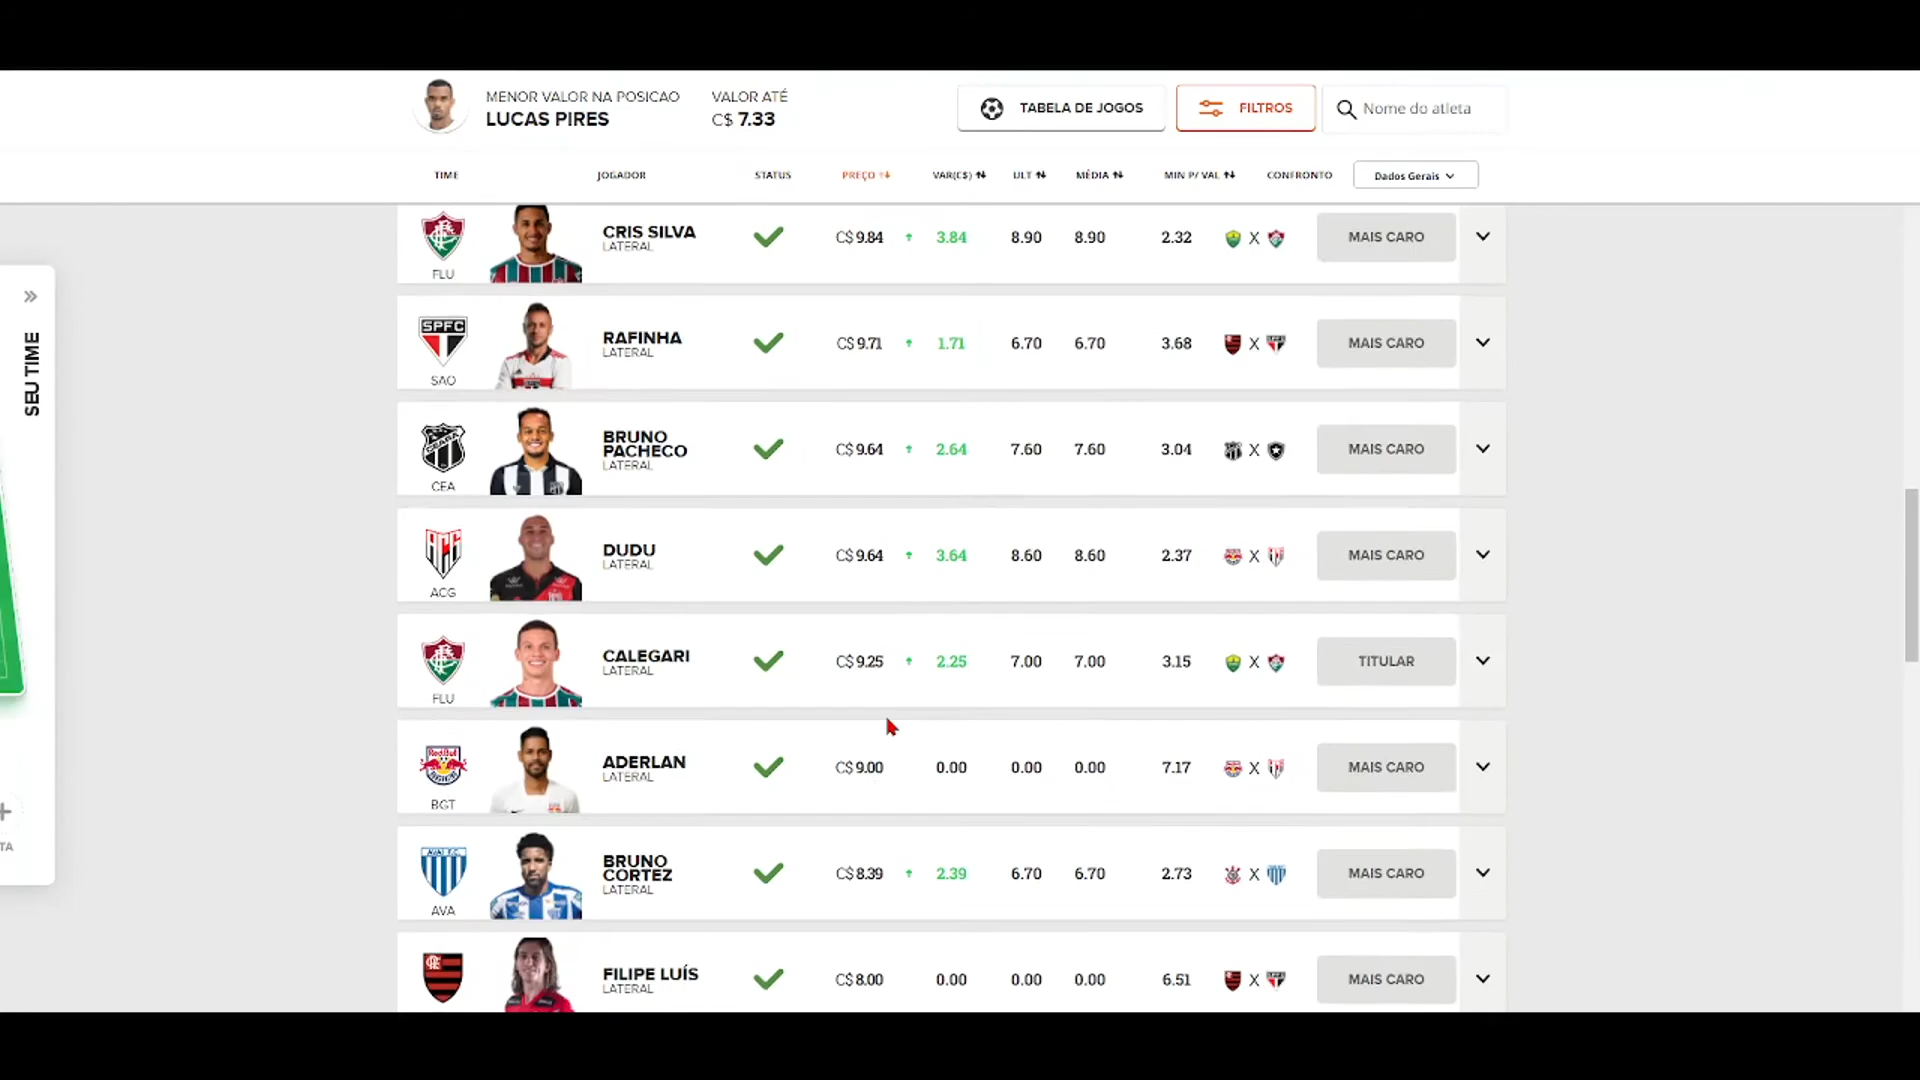 MENOR VALOR NA POSICAO
LUCAS PIRES
VALOR ATÉ
C$ 7.33
TABELA DE JOGOS
FILTROS
Nome do atleta
TIME JOGADOR STATUS PREÇO VAR(C$) ULT MÉDIA MIN P/ VAL CONFRONTO Dados Gerais
SEU TIME
TA
FLU
CRIS SILVA
LATERAL
C$ 9.84 3.84 8.90 8.90 2.32 X MAIS CARO
SPFC
SAO
RAFINHA
LATERAL
C$ 9.71 1.71 6.70 6.70 3.68 X MAIS CARO
CEARÁ
CEA
BRUNO
PACHECO
LATERAL
C$ 9.64 2.64 7.60 7.60 3.04 X MAIS CARO
ACG
ACG
DUDU
LATERAL
C$ 9.64 3.64 8.60 8.60 2.37 X MAIS CARO
FLU
CALEGARI
LATERAL
C$ 9.25 2.25 7.00 7.00 3.15 X TITULAR
Red Bull
BGT
ADERLAN
LATERAL
C$ 9.00 0.00 0.00 0.00 7.17 X MAIS CARO
AVA
BRUNO
CORTEZ
LATERAL
C$ 8.39 2.39 6.70 6.70 2.73 X MAIS CARO
FILIPE LUÍS
LATERAL
C$ 8.00 0.00 0.00 0.00 6.51 X MAIS CARO